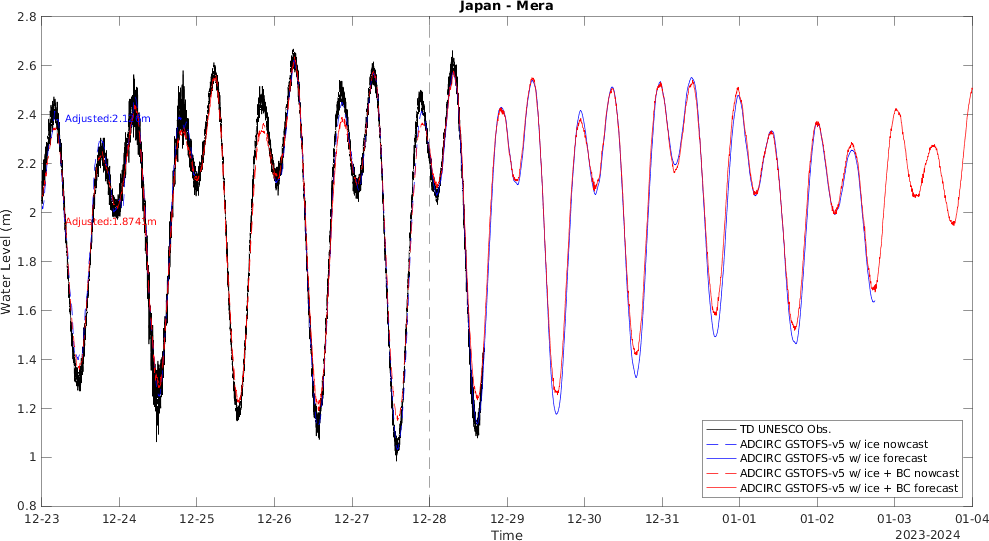 Japan - Mera
Water Level (m)
2.8
2.6
2.4
2.2
2
1.8
1.6
1.4
1.2
1
0.8
Adjusted:1.8741m
TD UNESCO Obs.
ADCIRC GSTOFS-v5 w/ ice nowcast
ADCIRC GSTOFS-v5 w/ ice forecast
ADCIRC GSTOFS-v5 w/ ice + BC nowcast
ADCIRC GSTOFS-v5 w/ ice + BC forecast
12-23 12-24 12-25 12-26 12-27 12-28 12-29 12-30 12-31 01-01 01-02 01-03 01-04
Time
2023-2024